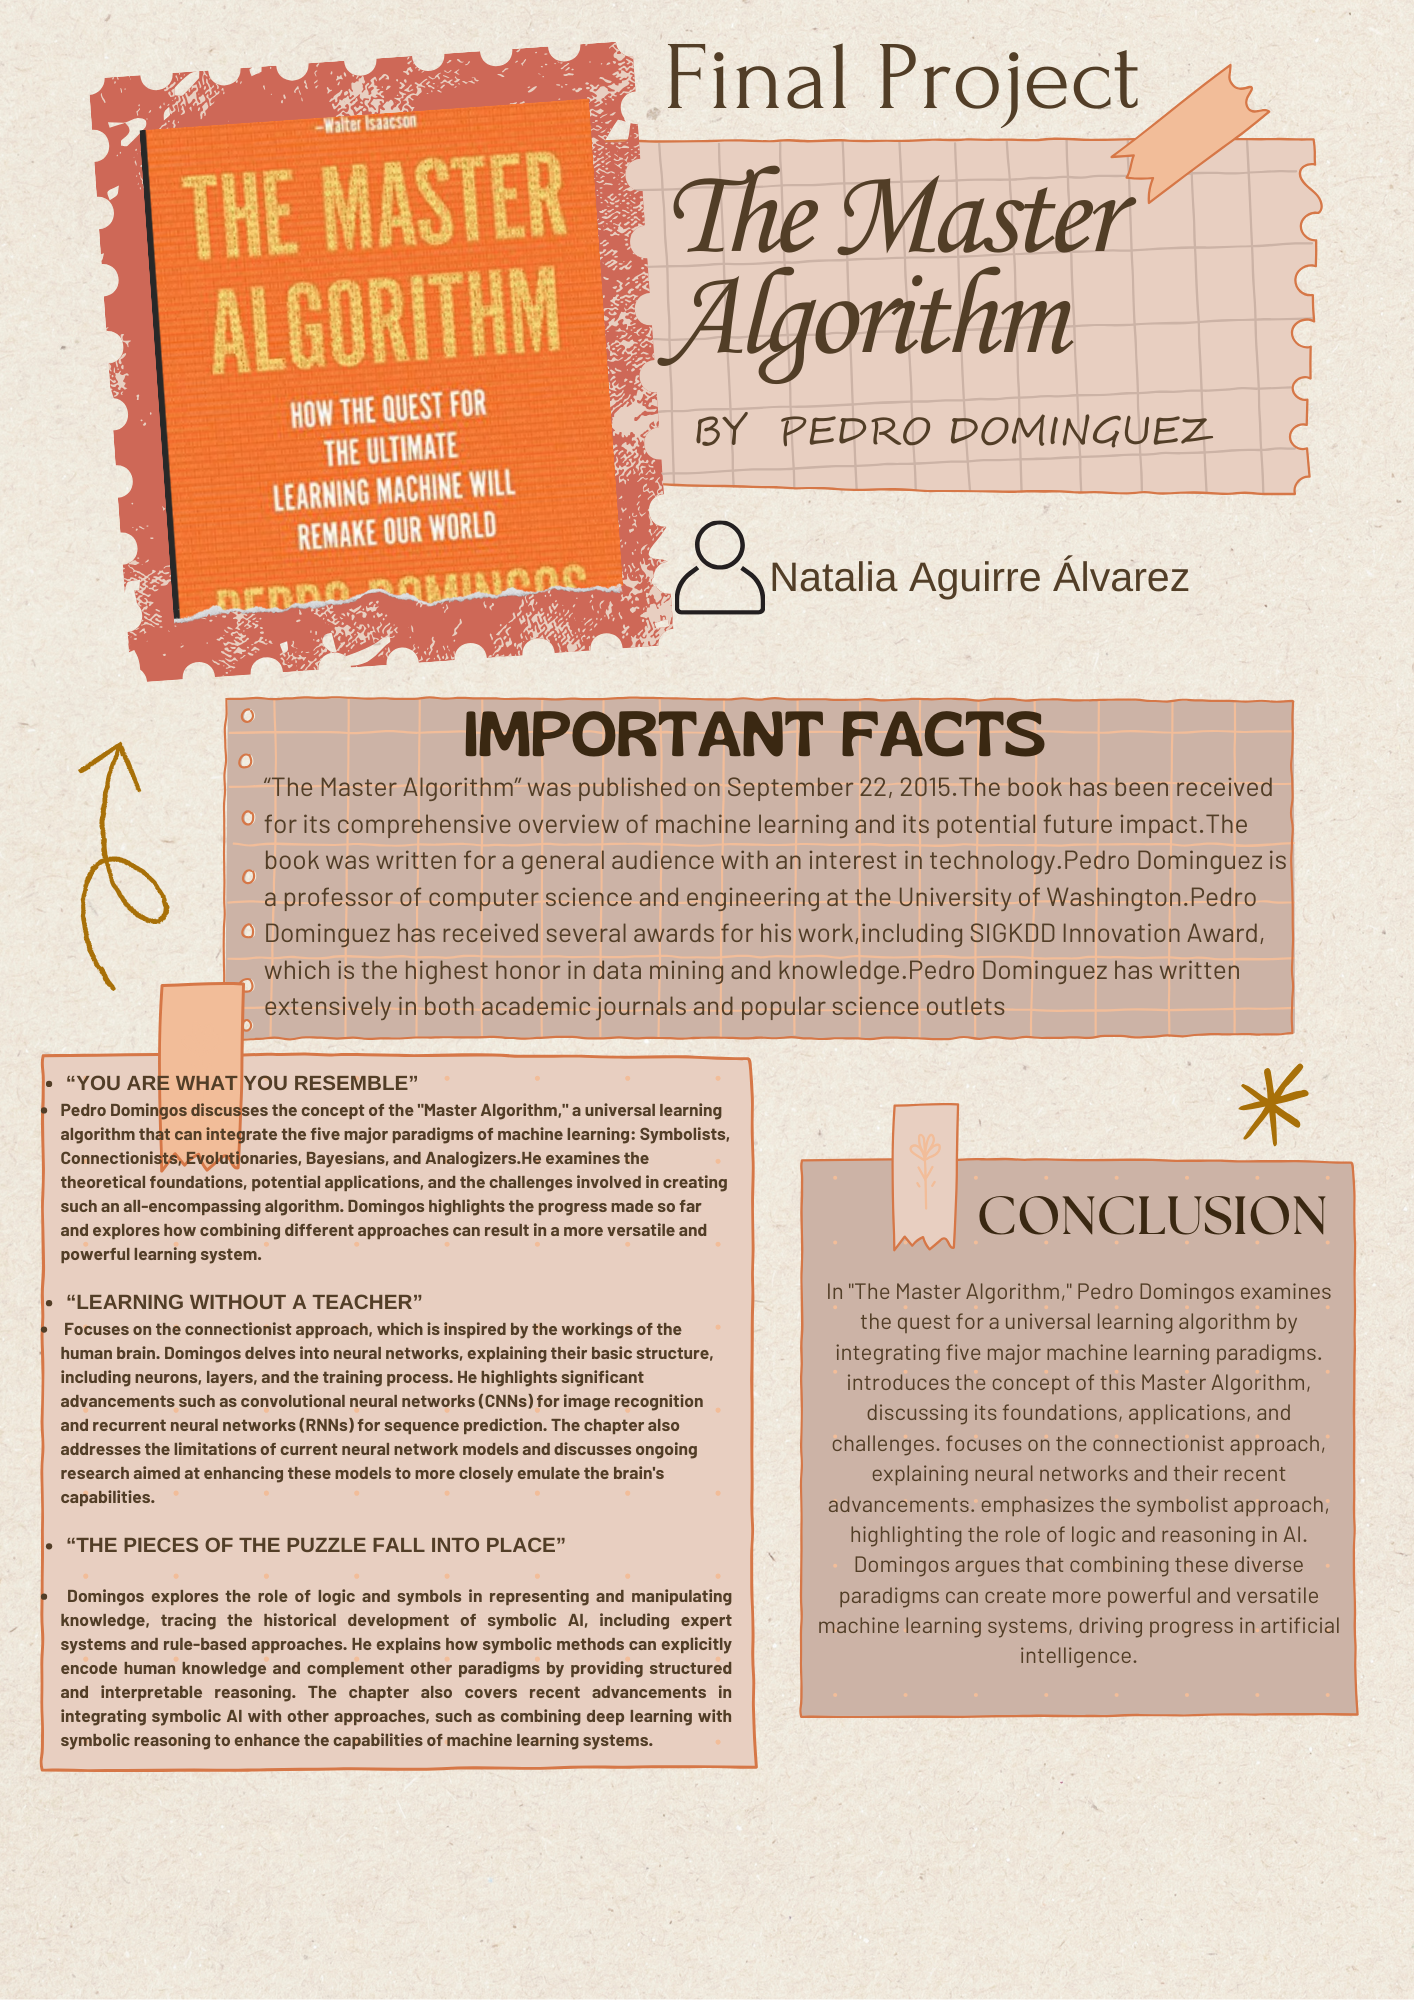 Final Project
–Walter Isaacson
THE MASTER
ALGORITHM
HOW THE QUEST FOR
THE ULTIMATE
LEARNING MACHINE WILL
REMAKE OUR WORLD
PEDRO DOMINGOS
The Master
Algorithm
BY PEDRO DOMINGUEZ
Natalia Aguirre Álvarez
IMPORTANT FACTS
“The Master Algorithm” was published on September 22, 2015.The book has been received
for its comprehensive overview of machine learning and its potential future impact.The
book was written for a general audience with an interest in technology.Pedro Dominguez is
a professor of computer science and engineering at the University of Washington.Pedro
Dominguez has received several awards for his work,including SIGKDD Innovation Award,
which is the highest honor in data mining and knowledge.Pedro Dominguez has written
extensively in both academic journals and popular science outlets
• “YOU ARE WHAT YOU RESEMBLE”
• Pedro Domingos discusses the concept of the "Master Algorithm," a universal learning
algorithm that can integrate the five major paradigms of machine learning: Symbolists,
Connectionists, Evolutionaries, Bayesians, and Analogizers.He examines the
theoretical foundations, potential applications, and the challenges involved in creating
such an all-encompassing algorithm. Domingos highlights the progress made so far
and explores how combining different approaches can result in a more versatile and
powerful learning system.
• “LEARNING WITHOUT A TEACHER”
• Focuses on the connectionist approach, which is inspired by the workings of the
human brain. Domingos delves into neural networks, explaining their basic structure,
including neurons, layers, and the training process. He highlights significant
advancements such as convolutional neural networks (CNNs) for image recognition
and recurrent neural networks (RNNs) for sequence prediction. The chapter also
addresses the limitations of current neural network models and discusses ongoing
research aimed at enhancing these models to more closely emulate the brain's
capabilities.
• “THE PIECES OF THE PUZZLE FALL INTO PLACE”
• Domingos explores the role of logic and symbols in representing and manipulating
knowledge, tracing the historical development of symbolic AI, including expert
systems and rule-based approaches. He explains how symbolic methods can explicitly
encode human knowledge and complement other paradigms by providing structured
and interpretable reasoning. The chapter also covers recent advancements in
integrating symbolic AI with other approaches, such as combining deep learning with
symbolic reasoning to enhance the capabilities of machine learning systems.
CONCLUSION
In "The Master Algorithm," Pedro Domingos examines
the quest for a universal learning algorithm by
integrating five major machine learning paradigms.
introduces the concept of this Master Algorithm,
discussing its foundations, applications, and
challenges. focuses on the connectionist approach,
explaining neural networks and their recent
advancements. emphasizes the symbolist approach,
highlighting the role of logic and reasoning in AI.
Domingos argues that combining these diverse
paradigms can create more powerful and versatile
machine learning systems, driving progress in artificial
intelligence.